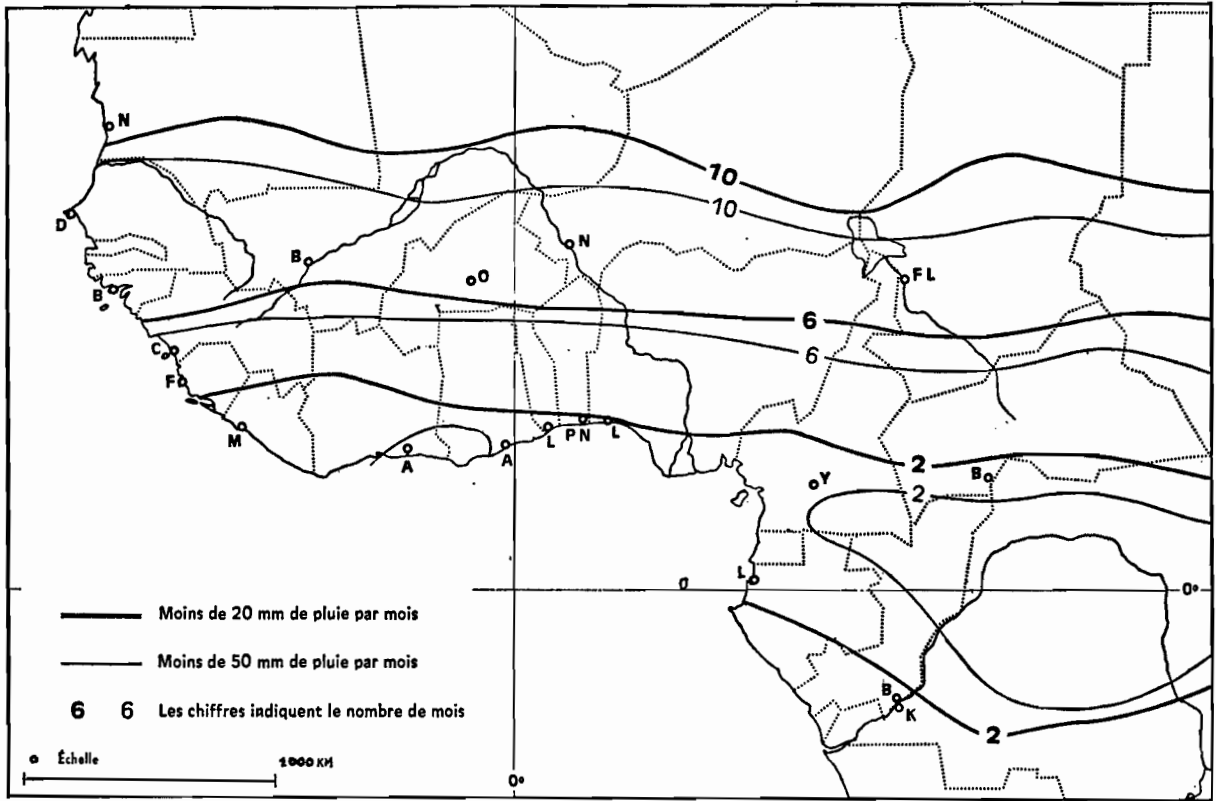 N
10
10
D
B
N
B
O
F L
6
6
C
F
M
A
A
L
P N
L
2
2
Y
B
L
0
0°
Moins de 20 mm de pluie par mois
Moins de 50 mm de pluie par mois
6 6 Les chiffres indiquent le nombre de mois
B
K
2
Échelle
1000 KM
0°